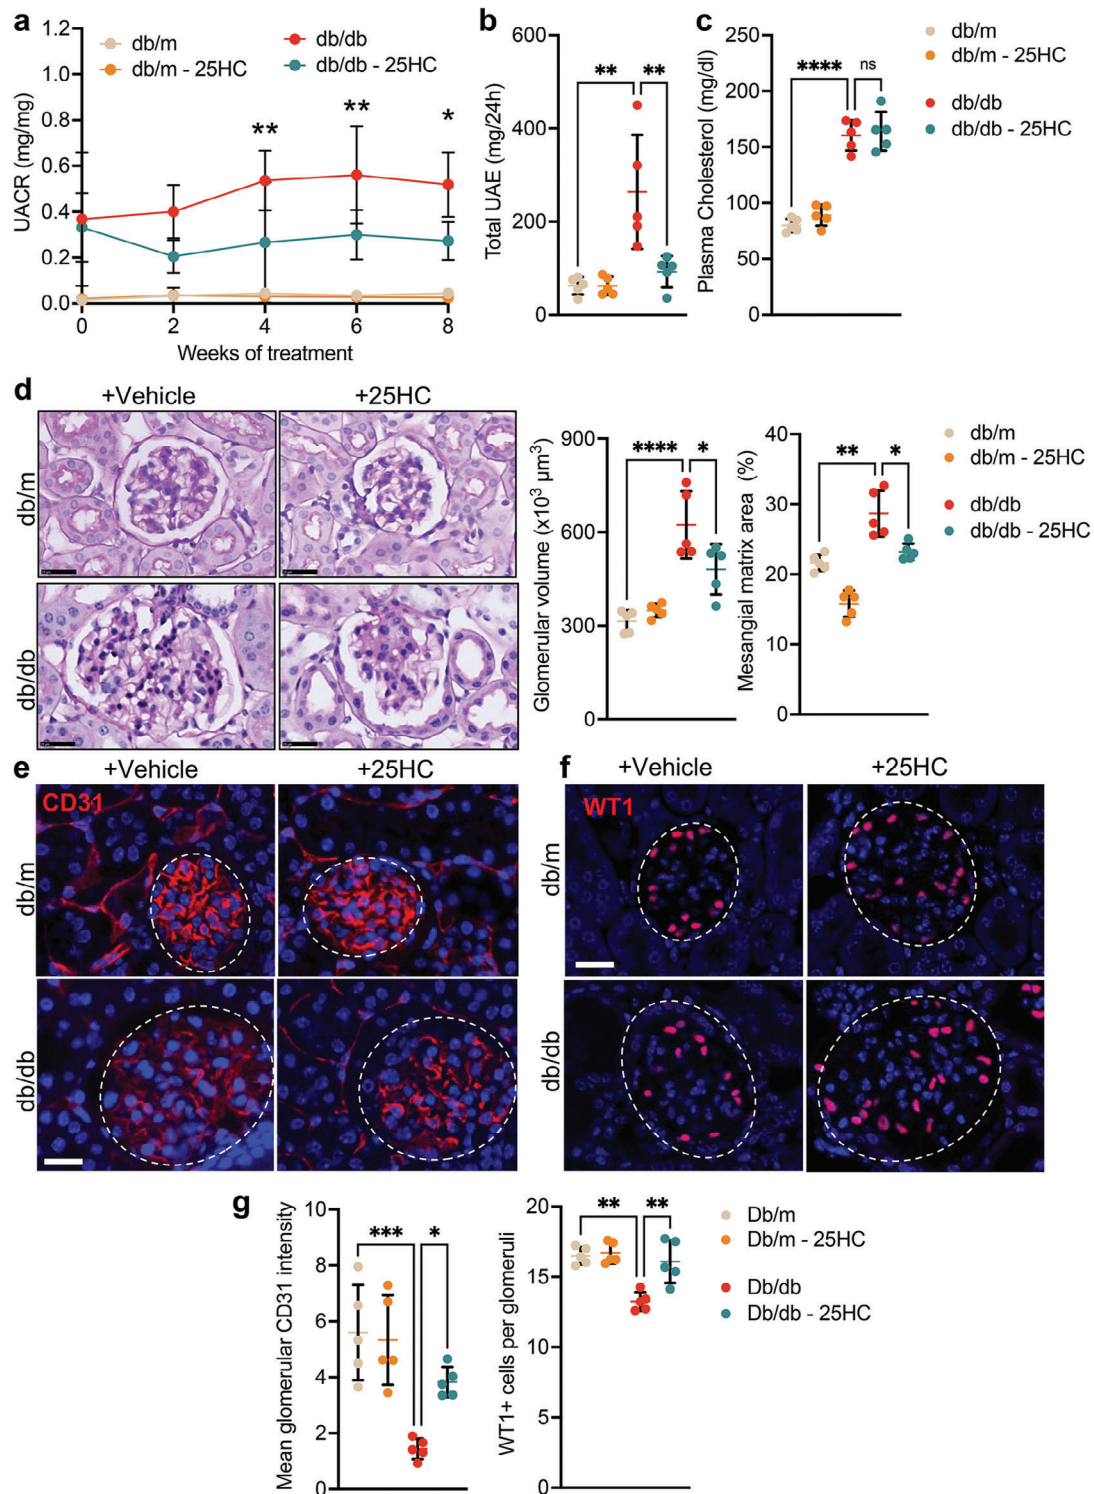 a
1.2
1.0
0.8
0.6
0.4
0.2
0.0
UACR (mg/mg)
db/m
db/m - 25HC
db/db
db/db - 25HC
**
**
*
0 2 4 6 8
Weeks of treatment
b
600
400
200
0
Total UAE (mg/24h)
** **
c
250
200
150
100
50
0
Plasma Cholesterol (mg/dl)
**** ns
db/m
db/m - 25HC
db/db
db/db - 25HC
d
+Vehicle +25HC
db/m
db/db
900
600
300
0
Glomerular volume (x10³ µm³)
**** *
40
30
20
10
0
Mesangial matrix area (%)
** *
db/m
db/m - 25HC
db/db
db/db - 25HC
e
+Vehicle +25HC
CD31
db/m
db/db
f
+Vehicle +25HC
WT1
db/m
db/db
g
10
8
6
4
2
0
Mean glomerular CD31 intensity
*** *
20
15
10
5
0
WT1+ cells per glomeruli
** **
Db/m
Db/m - 25HC
Db/db
Db/db - 25HC